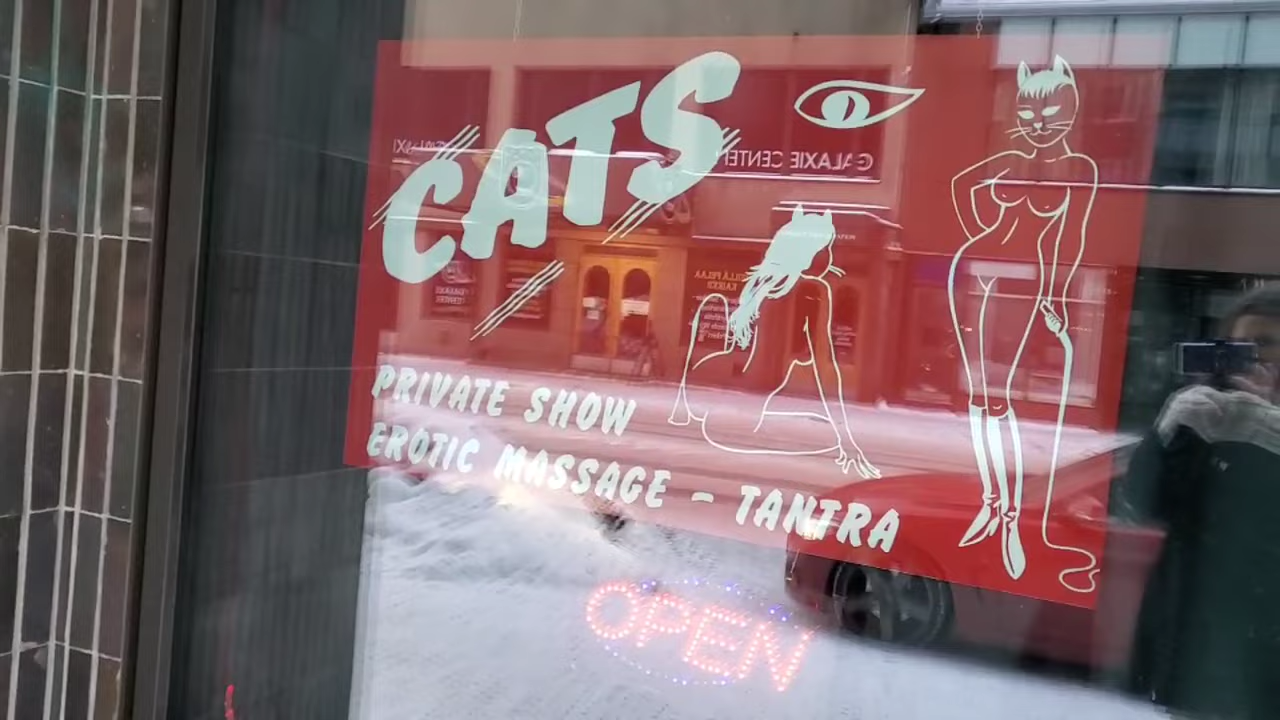 CATS
GALAXIE CENTER
PRIVATE SHOW
EROTIC MASSAGE - TANTRA
OPEN